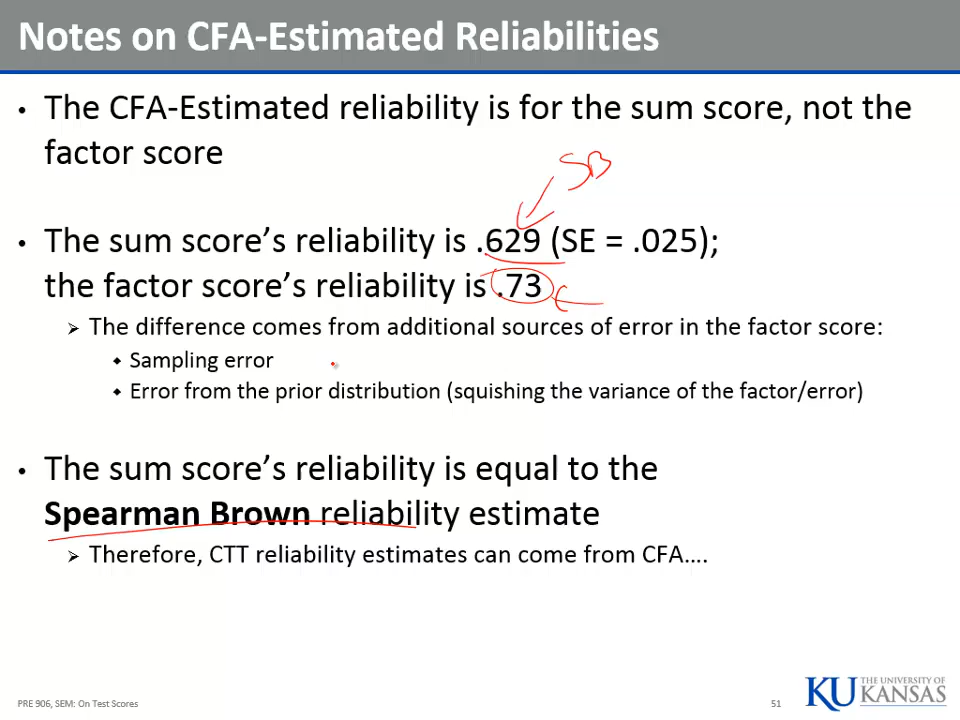 Notes on CFA-Estimated Reliabilities
• The CFA-Estimated reliability is for the sum score, not the
factor score
SB
• The sum score’s reliability is .629 (SE = .025);
the factor score’s reliability is .73
➢ The difference comes from additional sources of error in the factor score:
◆ Sampling error
◆ Error from the prior distribution (squishing the variance of the factor/error)
• The sum score’s reliability is equal to the
Spearman Brown reliability estimate
➢ Therefore, CTT reliability estimates can come from CFA….
PRE 906, SEM: On Test Scores
51
KU THE UNIVERSITY OF
KANSAS